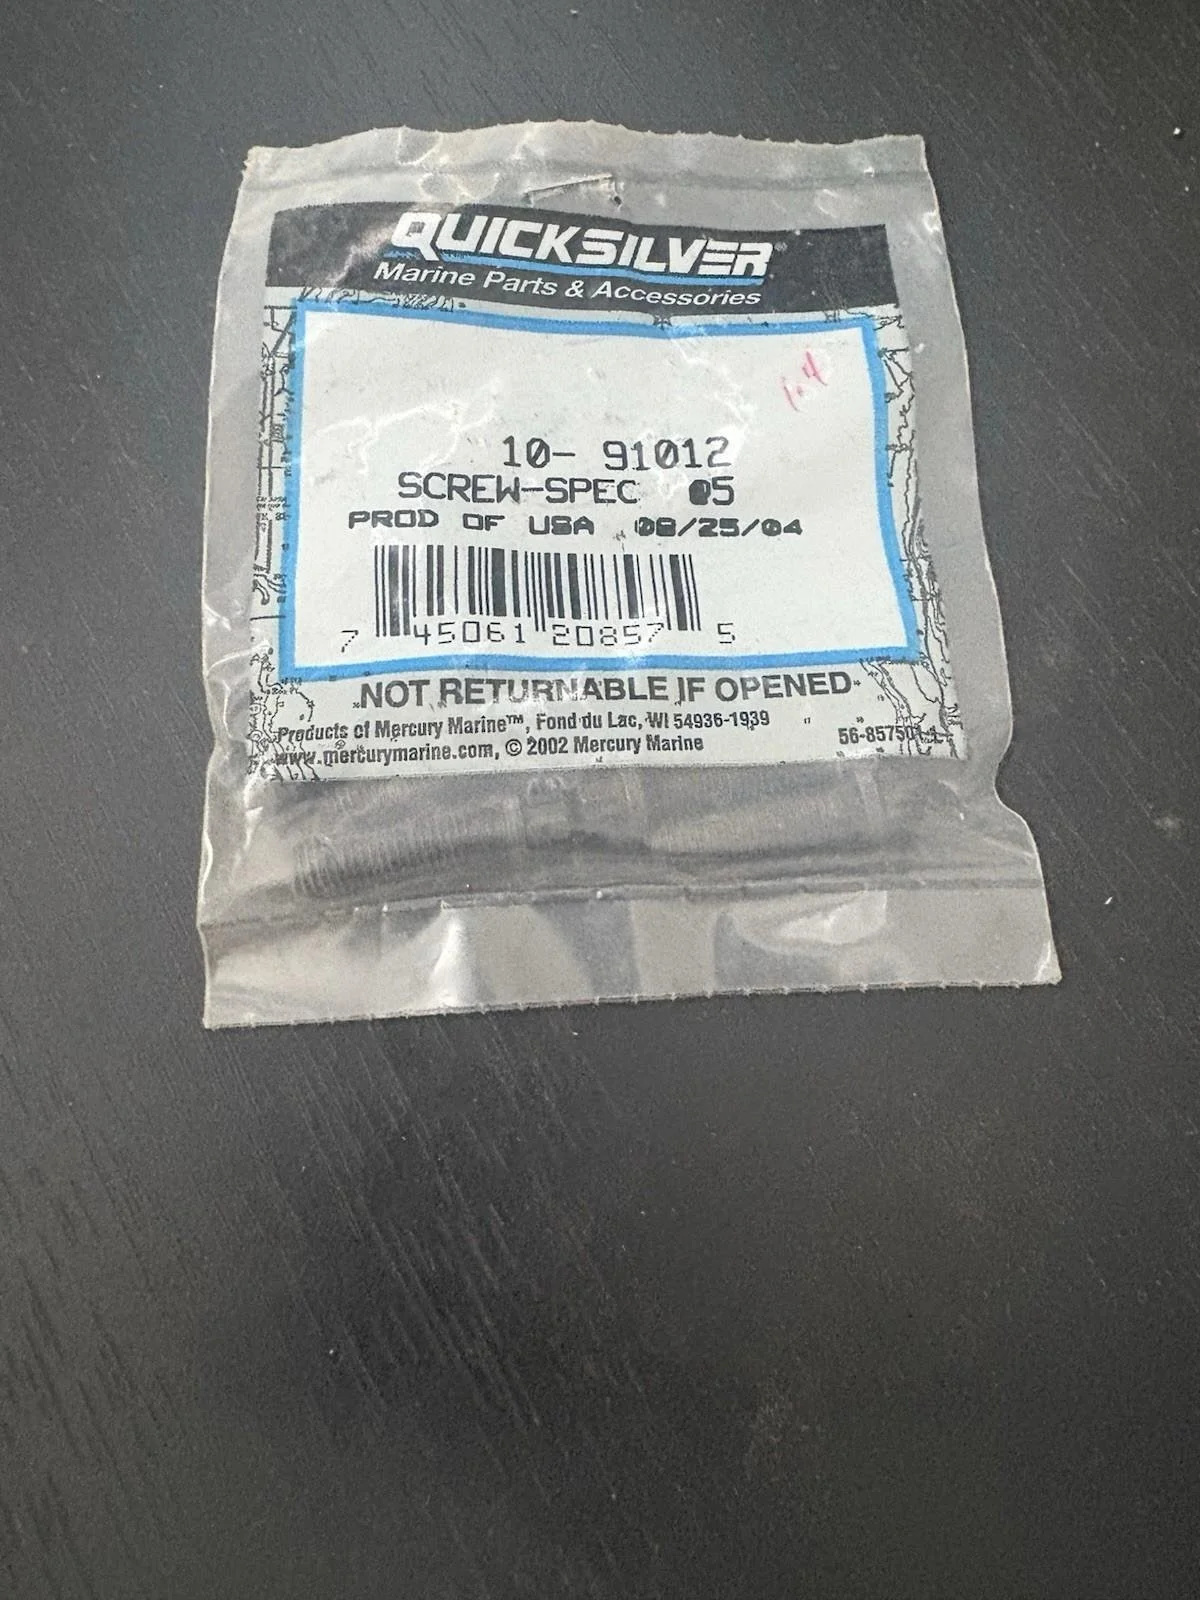 QUICKSILVER
Marine Parts & Accessories
1.4
10- 91012
SCREW-SPEC 05
PROD OF USA 08/25/04
7 45061 20857 5
NOT RETURNABLE IF OPENED
Products of Mercury Marine™, Fond du Lac, WI 54936-1939
www.mercurymarine.com, © 2002 Mercury Marine